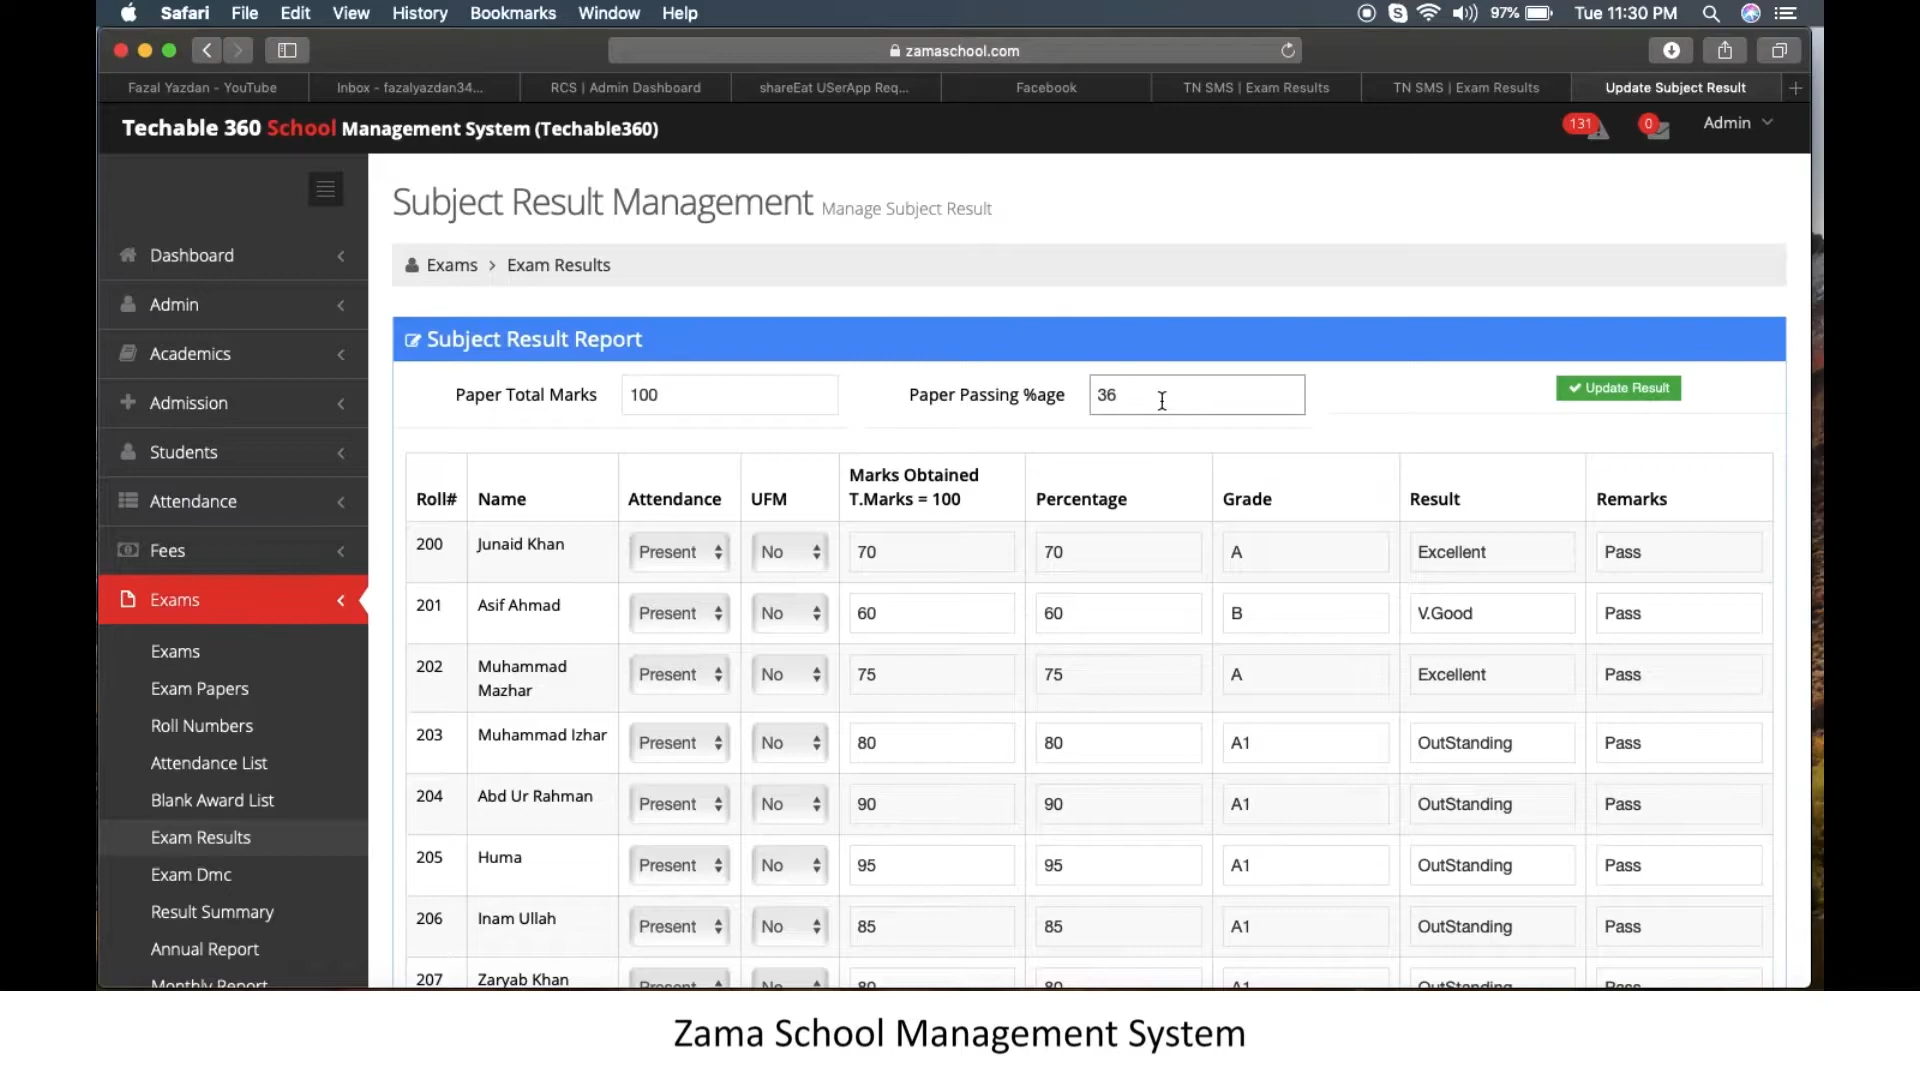 Safari File Edit View History Bookmarks Window Help 97% Tue 11:30 PM
zamaschool.com
Fazal Yazdan - YouTube Inbox - fazalyazdan34... RCS | Admin Dashboard shareEat USerApp Req... Facebook TN SMS | Exam Results TN SMS | Exam Results Update Subject Result
Techable 360 School Management System (Techable360) 131 0 Admin
Subject Result Management Manage Subject Result
Dashboard
Admin
Academics
Admission
Students
Attendance
Fees
Exams
Exams
Exam Papers
Roll Numbers
Attendance List
Blank Award List
Exam Results
Exam Dmc
Result Summary
Annual Report
Monthly Report
Exams > Exam Results
Subject Result Report
Paper Total Marks 100 Paper Passing %age 36 Update Result
Roll# Name Attendance UFM Marks Obtained T.Marks = 100 Percentage Grade Result Remarks
200 Junaid Khan Present No 70 70 A Excellent Pass
201 Asif Ahmad Present No 60 60 B V.Good Pass
202 Muhammad Mazhar Present No 75 75 A Excellent Pass
203 Muhammad Izhar Present No 80 80 A1 OutStanding Pass
204 Abd Ur Rahman Present No 90 90 A1 OutStanding Pass
205 Huma Present No 95 95 A1 OutStanding Pass
206 Inam Ullah Present No 85 85 A1 OutStanding Pass
207 Zaryab Khan Present No 80 80 A1 OutStanding Pass
Zama School Management System